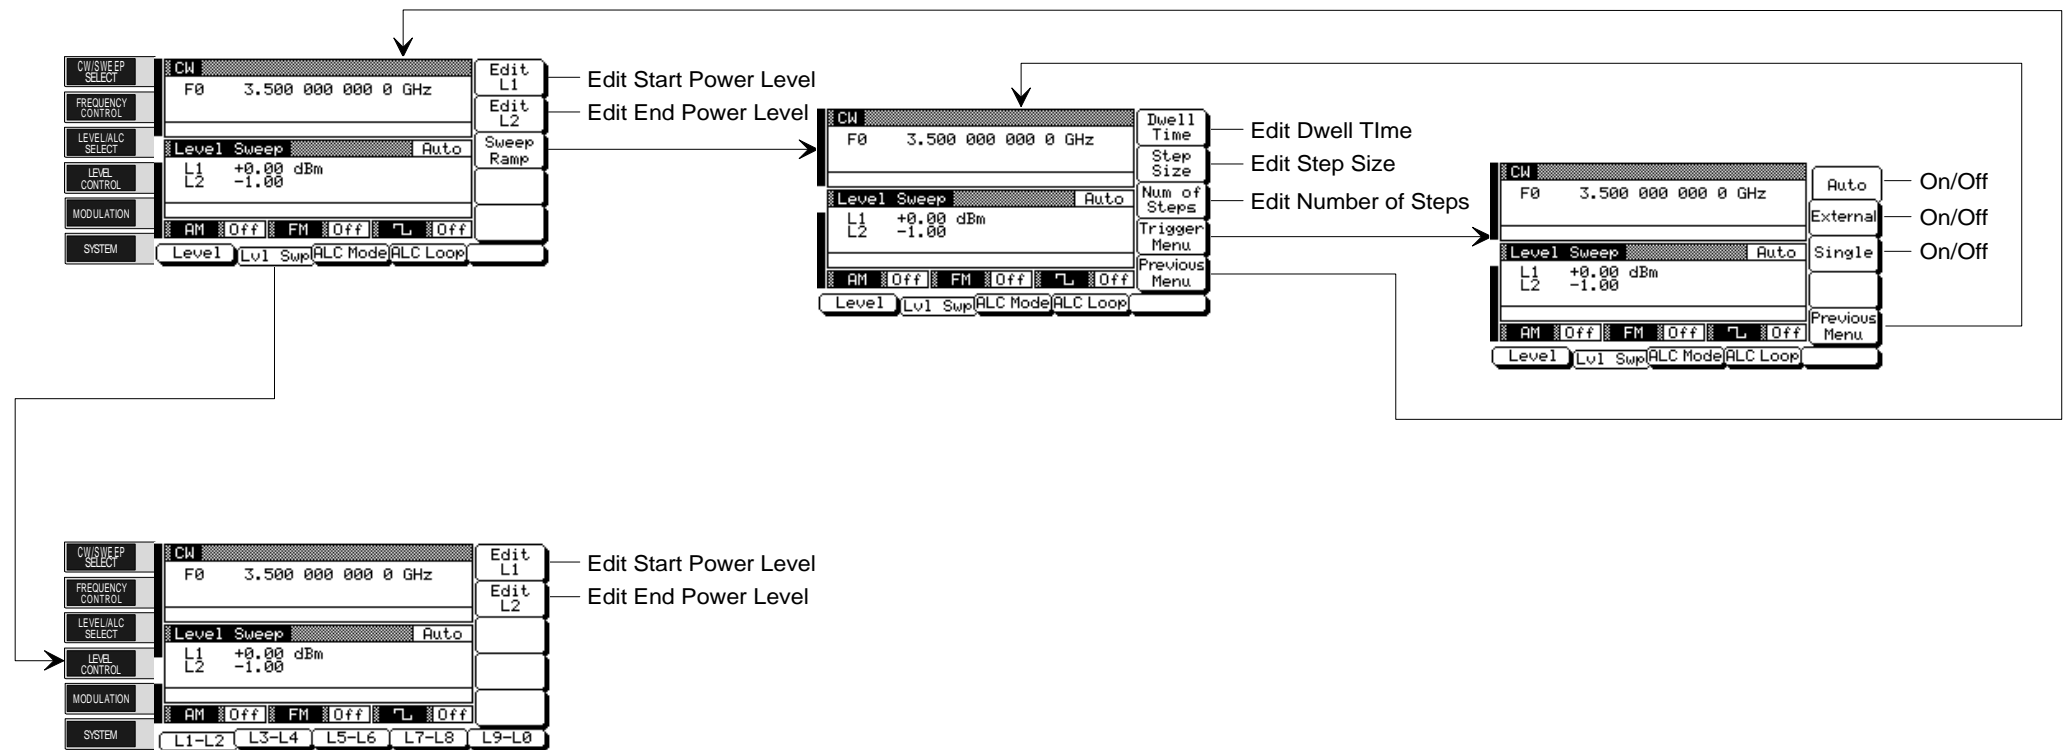 CW/SWEEP
SELECT
FREQUENCY
CONTROL
LEVEL/ALC
SELECT
LEVEL
CONTROL
MODULATION
SYSTEM
CW
F0 3.500 000 000 0 GHz
Level Sweep Auto
L1 +0.00 dBm
L2 -1.00
AM Off FM Off Off
Level Lvl Swp ALC Mode ALC Loop
Edit
L1
Edit
L2
Sweep
Ramp
Edit Start Power Level
Edit End Power Level
CW
F0 3.500 000 000 0 GHz
Level Sweep Auto
L1 +0.00 dBm
L2 -1.00
AM Off FM Off Off
Level Lvl Swp ALC Mode ALC Loop
Dwell
Time
Step
Size
Num of
Steps
Trigger
Menu
Previous
Menu
Edit Dwell TIme
Edit Step Size
Edit Number of Steps
CW
F0 3.500 000 000 0 GHz
Level Sweep Auto
L1 +0.00 dBm
L2 -1.00
AM Off FM Off Off
Level Lvl Swp ALC Mode ALC Loop
Auto
External
Single
Previous
Menu
On/Off
On/Off
On/Off
CW/SWEEP
SELECT
FREQUENCY
CONTROL
LEVEL/ALC
SELECT
LEVEL
CONTROL
MODULATION
SYSTEM
CW
F0 3.500 000 000 0 GHz
Level Sweep Auto
L1 +0.00 dBm
L2 -1.00
AM Off FM Off Off
L1-L2 L3-L4 L5-L6 L7-L8 L9-L0
Edit
L1
Edit
L2
Edit Start Power Level
Edit End Power Level